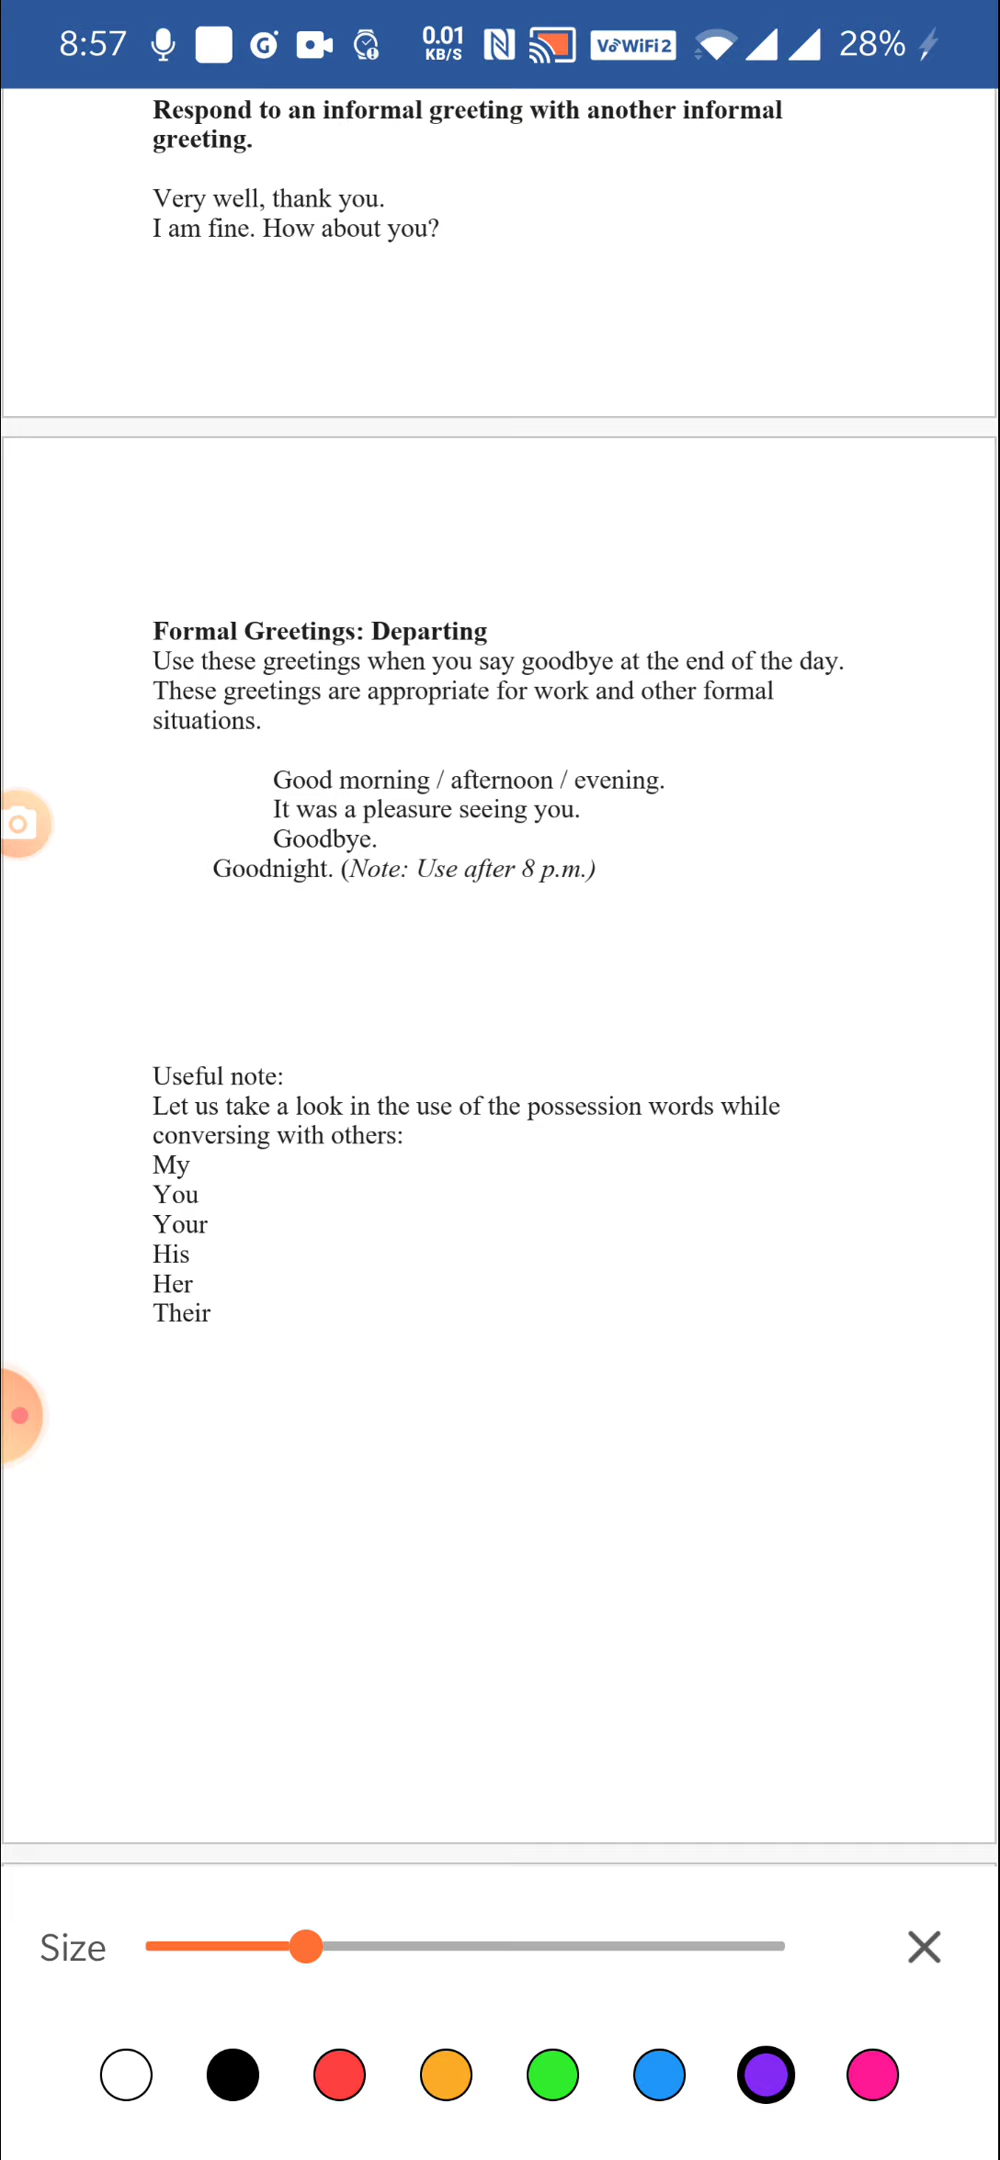 8:57
0.01
KB/S
VoWiFi2
28%
Respond to an informal greeting with another informal
greeting.
Very well, thank you.
I am fine. How about you?
Formal Greetings: Departing
Use these greetings when you say goodbye at the end of the day.
These greetings are appropriate for work and other formal
situations.
Good morning / afternoon / evening.
It was a pleasure seeing you.
Goodbye.
Goodnight. (Note: Use after 8 p.m.)
Useful note:
Let us take a look in the use of the possession words while
conversing with others:
My
You
Your
His
Her
Their
Size